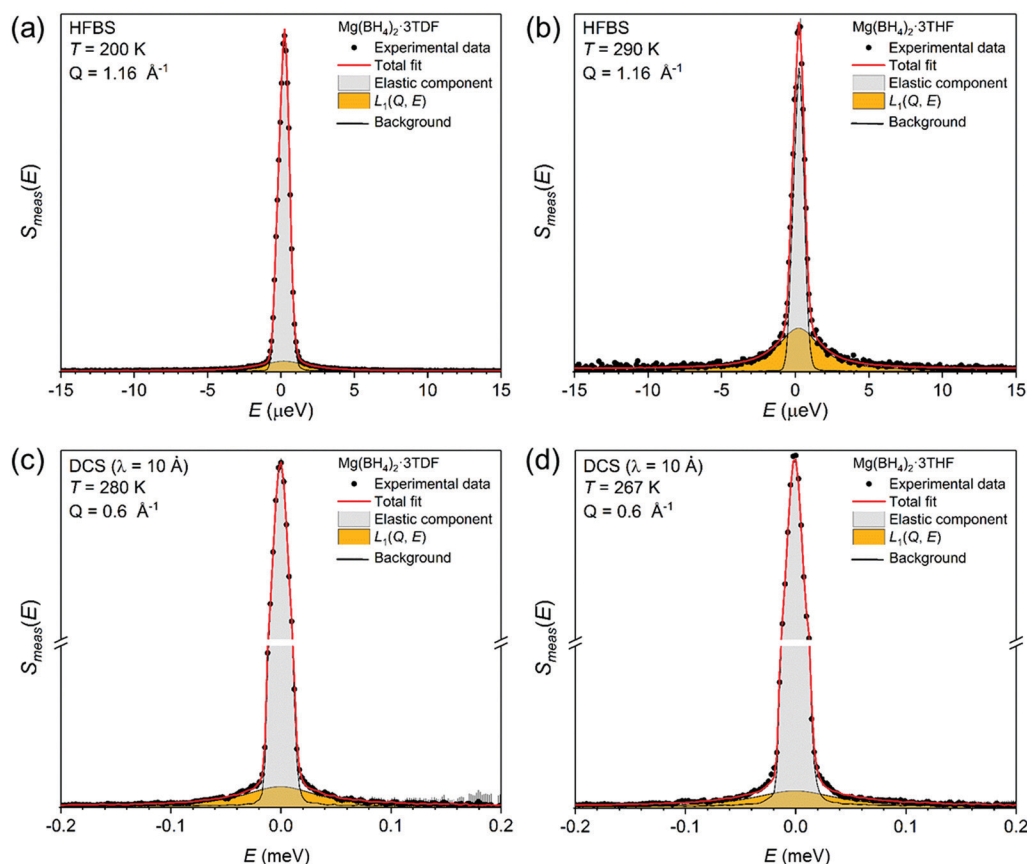 (a)
HFBS
T = 200 K
Q = 1.16 Å⁻¹
Mg(BH₄)₂·3TDF
Experimental data
Total fit
Elastic component
L₁(Q, E)
Background
Sₘₑₐₛ(E)
-15 -10 -5 0 5 10 15
E (μeV)
(b)
HFBS
T = 290 K
Q = 1.16 Å⁻¹
Mg(BH₄)₂·3THF
Experimental data
Total fit
Elastic component
L₁(Q, E)
Background
Sₘₑₐₛ(E)
-15 -10 -5 0 5 10 15
E (μeV)
(c)
DCS (λ = 10 Å)
T = 280 K
Q = 0.6 Å⁻¹
Mg(BH₄)₂·3TDF
Experimental data
Total fit
Elastic component
L₁(Q, E)
Background
Sₘₑₐₛ(E)
-0.2 -0.1 0.0 0.1 0.2
E (meV)
(d)
DCS (λ = 10 Å)
T = 267 K
Q = 0.6 Å⁻¹
Mg(BH₄)₂·3THF
Experimental data
Total fit
Elastic component
L₁(Q, E)
Background
Sₘₑₐₛ(E)
-0.2 -0.1 0.0 0.1 0.2
E (meV)